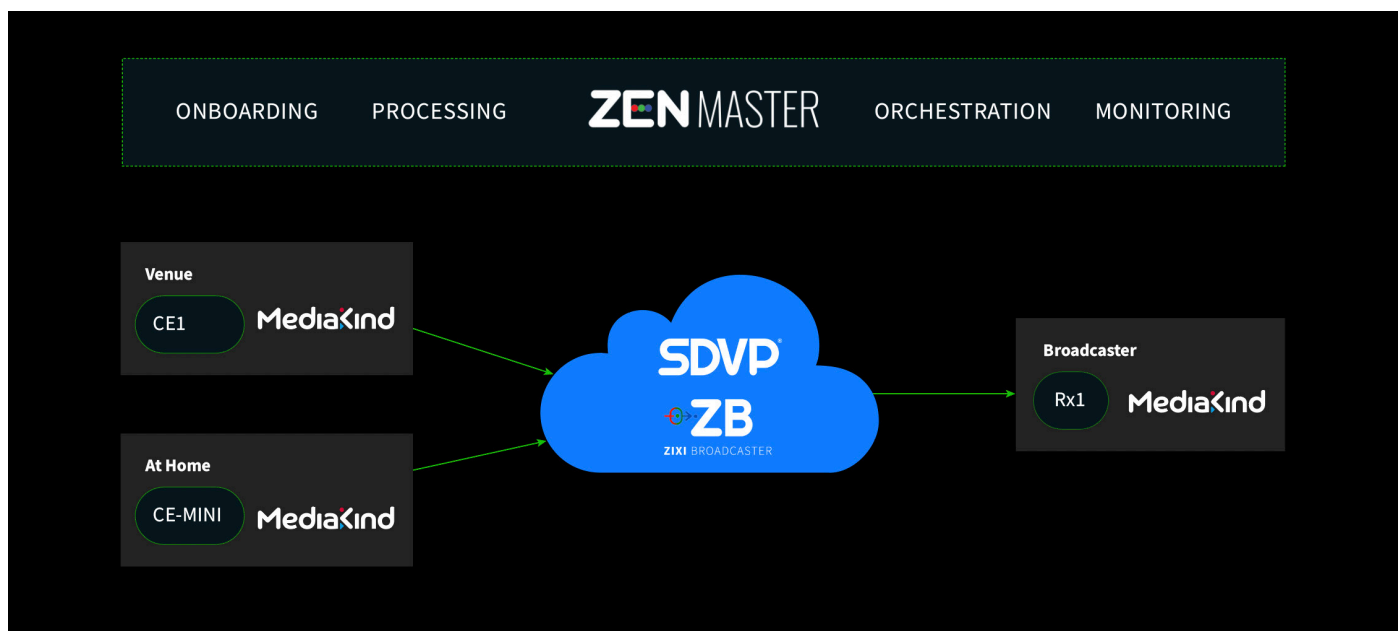 ONBOARDING PROCESSING ZEN MASTER ORCHESTRATION MONITORING
Venue
CE1 MediaKind
At Home
CE-MINI MediaKind
SDVP®
ZB
ZIXI BROADCASTER
Broadcaster
Rx1 MediaKind